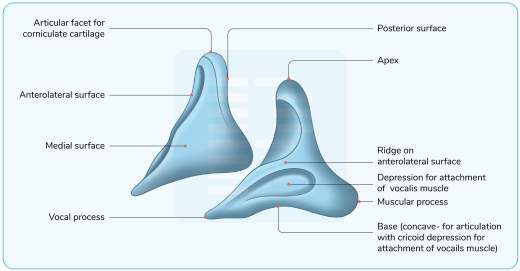 Articular facet for
corniculate cartilage
Anterolateral surface
Medial surface
Vocal process
Posterior surface
Apex
Ridge on
anterolateral surface
Depression for attachment
of vocalis muscle
Muscular process
Base (concave- for articulation
with cricoid depression for
attachment of vocails muscle)